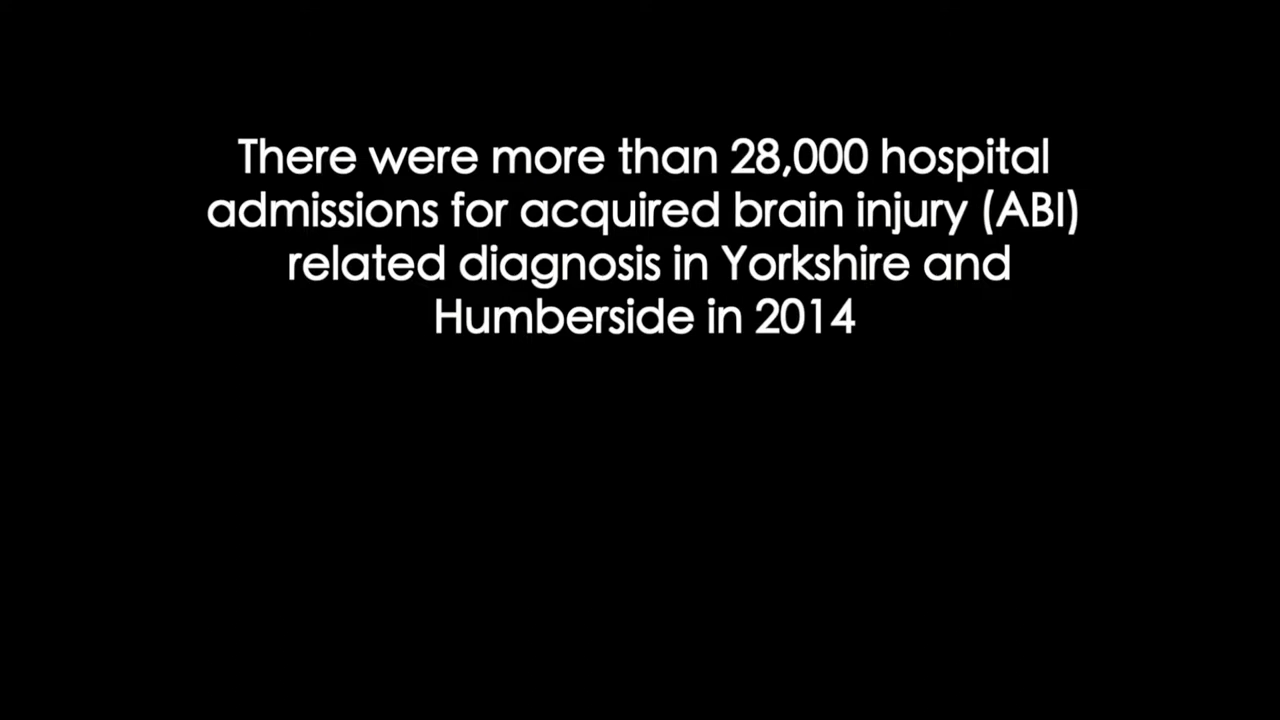 There were more than 28,000 hospital
admissions for acquired brain injury (ABI)
related diagnosis in Yorkshire and
Humberside in 2014